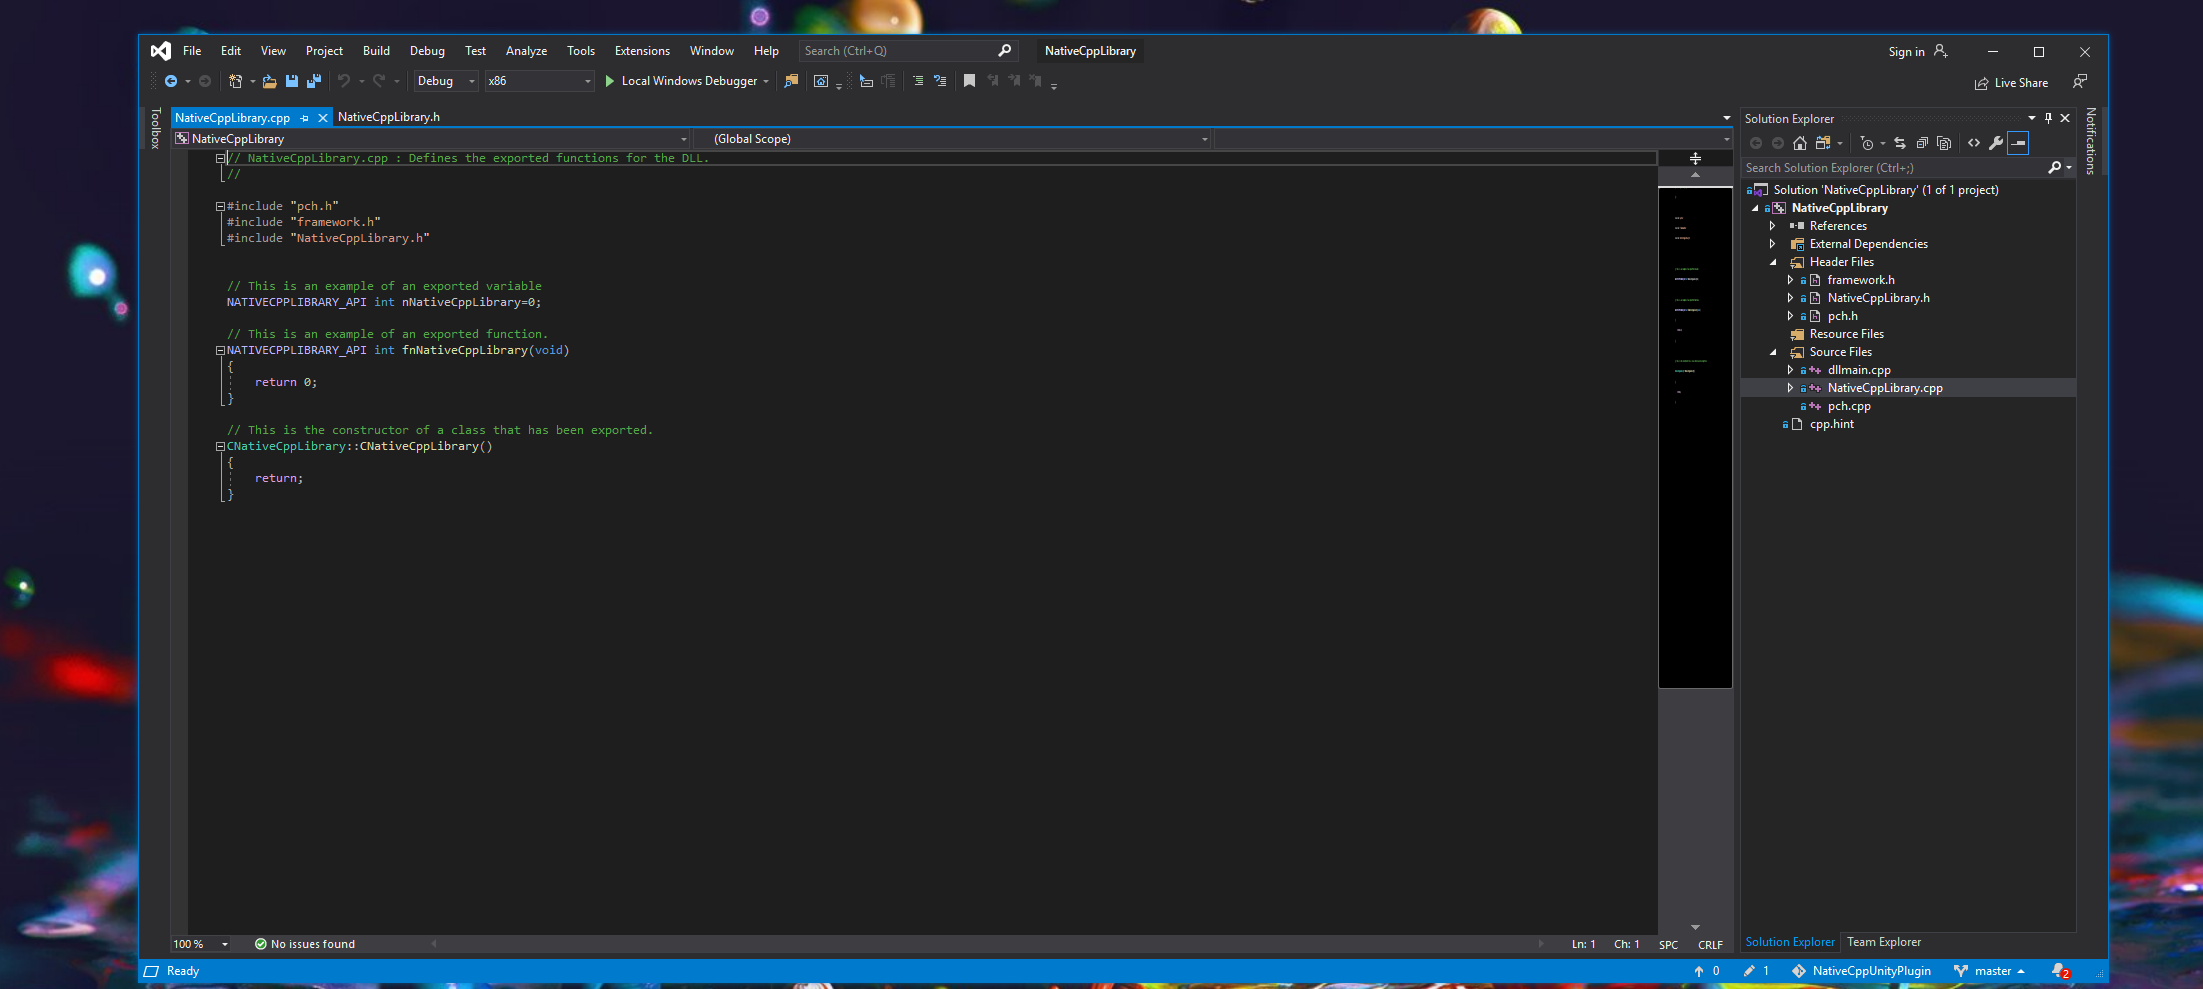 File Edit View Project Build Debug Test Analyze Tools Extensions Window Help Search (Ctrl+Q) NativeCppLibrary Sign in
Debug x86 Local Windows Debugger Live Share
Toolbox
NativeCppLibrary.cpp NativeCppLibrary.h
NativeCppLibrary (Global Scope)
// NativeCppLibrary.cpp : Defines the exported functions for the DLL.
//
#include "pch.h"
#include "framework.h"
#include "NativeCppLibrary.h"
// This is an example of an exported variable
NATIVECPPLIBRARY_API int nNativeCppLibrary=0;
// This is an example of an exported function.
NATIVECPPLIBRARY_API int fnNativeCppLibrary(void)
{
return 0;
}
// This is the constructor of a class that has been exported.
CNativeCppLibrary::CNativeCppLibrary()
{
return;
}
100 % No issues found Ln: 1 Ch: 1 SPC CRLF
Solution Explorer
Search Solution Explorer (Ctrl+;)
Solution 'NativeCppLibrary' (1 of 1 project)
NativeCppLibrary
References
External Dependencies
Header Files
framework.h
NativeCppLibrary.h
pch.h
Resource Files
Source Files
dllmain.cpp
NativeCppLibrary.cpp
pch.cpp
cpp.hint
Solution Explorer Team Explorer
Notifications
Ready 0 1 NativeCppUnityPlugin master 2